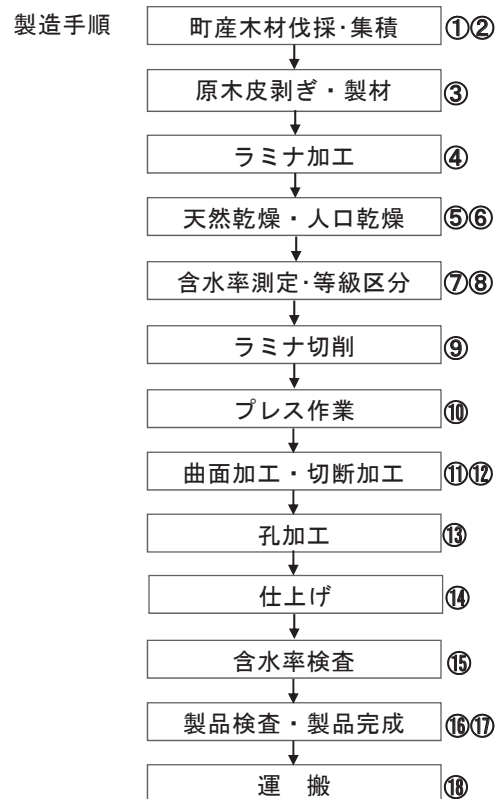 製造手順
町産木材伐採･集積 ①②
原木皮剥ぎ・製材 ③
ラミナ加工 ④
天然乾燥・人口乾燥 ⑤⑥
含水率測定･等級区分 ⑦⑧
ラミナ切削 ⑨
プレス作業 ⑩
曲面加工・切断加工 ⑪⑫
孔加工 ⑬
仕上げ ⑭
含水率検査 ⑮
製品検査・製品完成 ⑯⑰
運　搬 ⑱